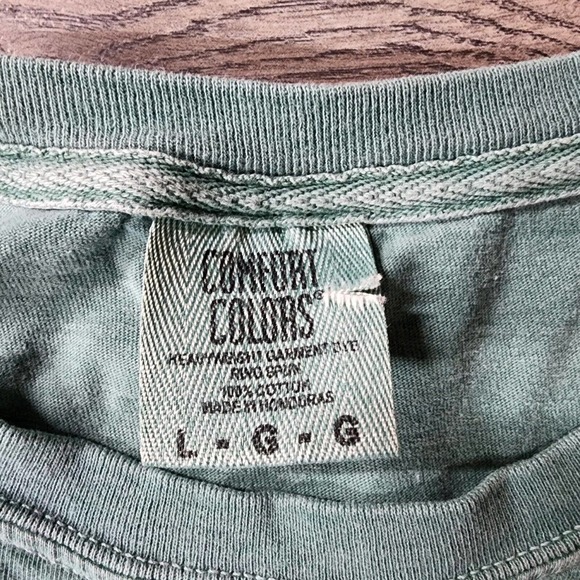 COMFORT
COLORS®
HEAVYWEIGHT GARMENT DYE
RING SPUN
100% COTTON
MADE IN HONDURAS
L - G - G